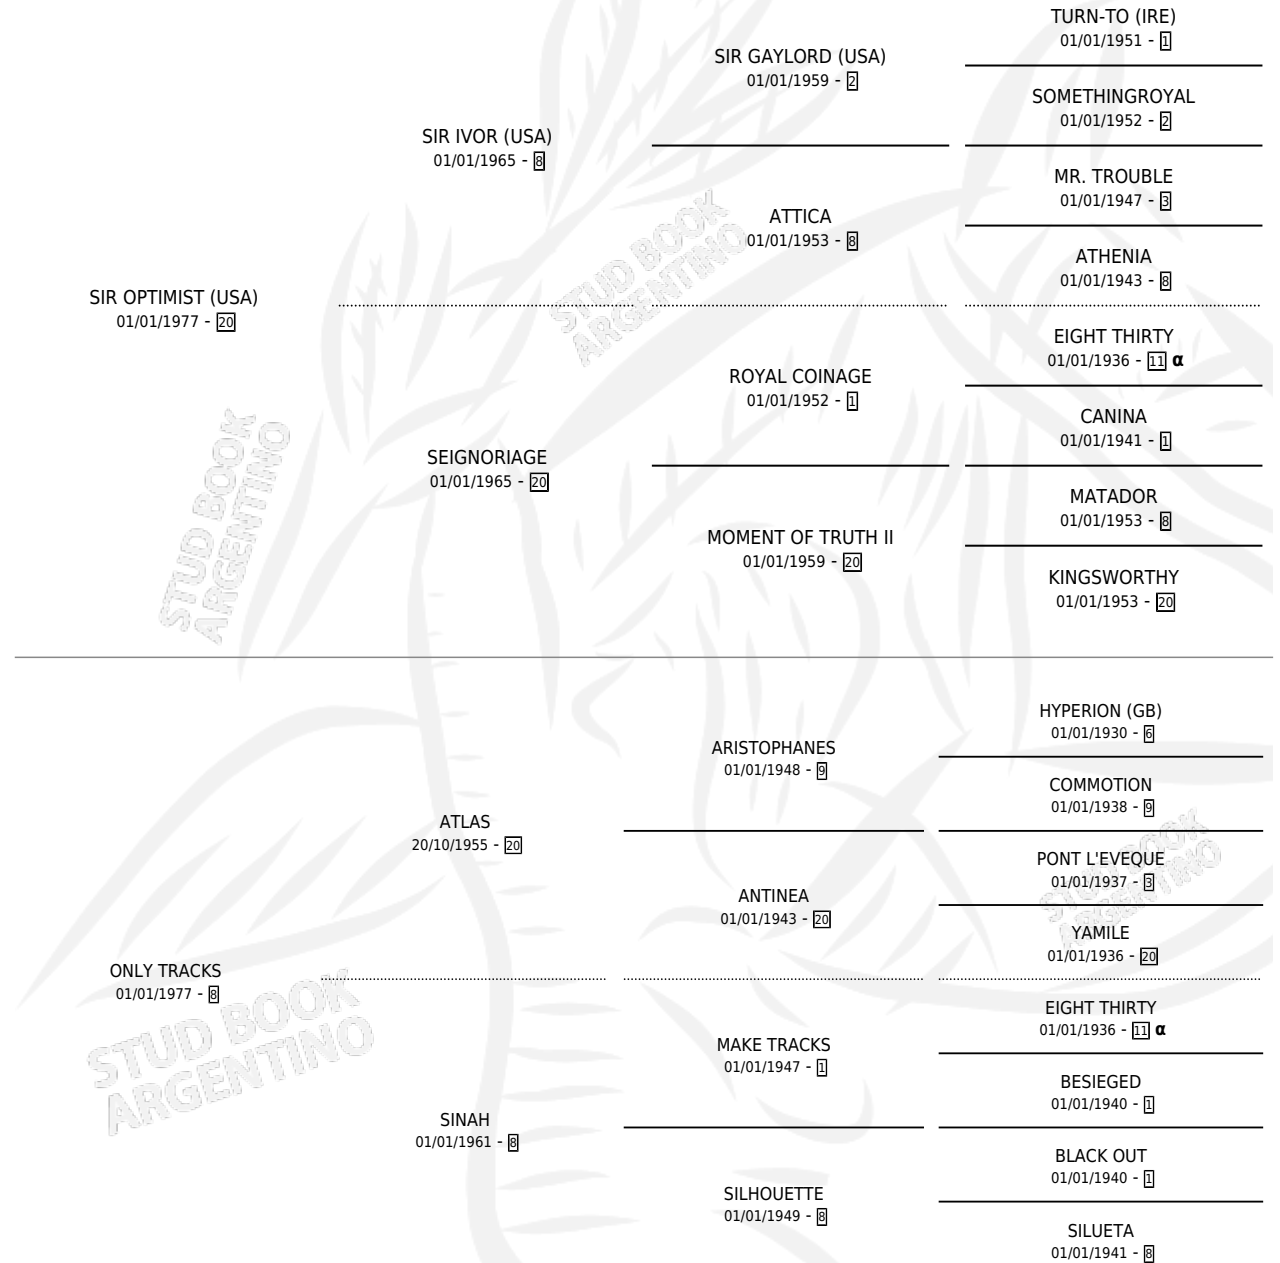 TURN-TO (IRE)
01/01/1951 - 1
SIR GAYLORD (USA)
01/01/1959 - 2
SOMETHINGROYAL
01/01/1952 - 2
SIR IVOR (USA)
01/01/1965 - 8
MR. TROUBLE
01/01/1947 - 3
ATTICA
01/01/1953 - 8
ATHENIA
01/01/1943 - 8
SIR OPTIMIST (USA)
01/01/1977 - 20
EIGHT THIRTY
01/01/1936 - 11 α
ROYAL COINAGE
01/01/1952 - 1
CANINA
01/01/1941 - 1
SEIGNORIAGE
01/01/1965 - 20
MATADOR
01/01/1953 - 8
MOMENT OF TRUTH II
01/01/1959 - 20
KINGSWORTHY
01/01/1953 - 20
HYPERION (GB)
01/01/1930 - 6
ARISTOPHANES
01/01/1948 - 9
COMMOTION
01/01/1938 - 9
ATLAS
20/10/1955 - 20
PONT L'EVEQUE
01/01/1937 - 3
ANTINEA
01/01/1943 - 20
YAMILE
01/01/1936 - 20
ONLY TRACKS
01/01/1977 - 8
EIGHT THIRTY
01/01/1936 - 11 α
MAKE TRACKS
01/01/1947 - 1
BESIEGED
01/01/1940 - 1
SINAH
01/01/1961 - 8
BLACK OUT
01/01/1940 - 1
SILHOUETTE
01/01/1949 - 8
SILUETA
01/01/1941 - 8
STUD BOOK
ARGENTINO
STUD BOOK
ARGENTINO
STUD BOOK
ARGENTINO
STUD BOOK
ARGENTINO